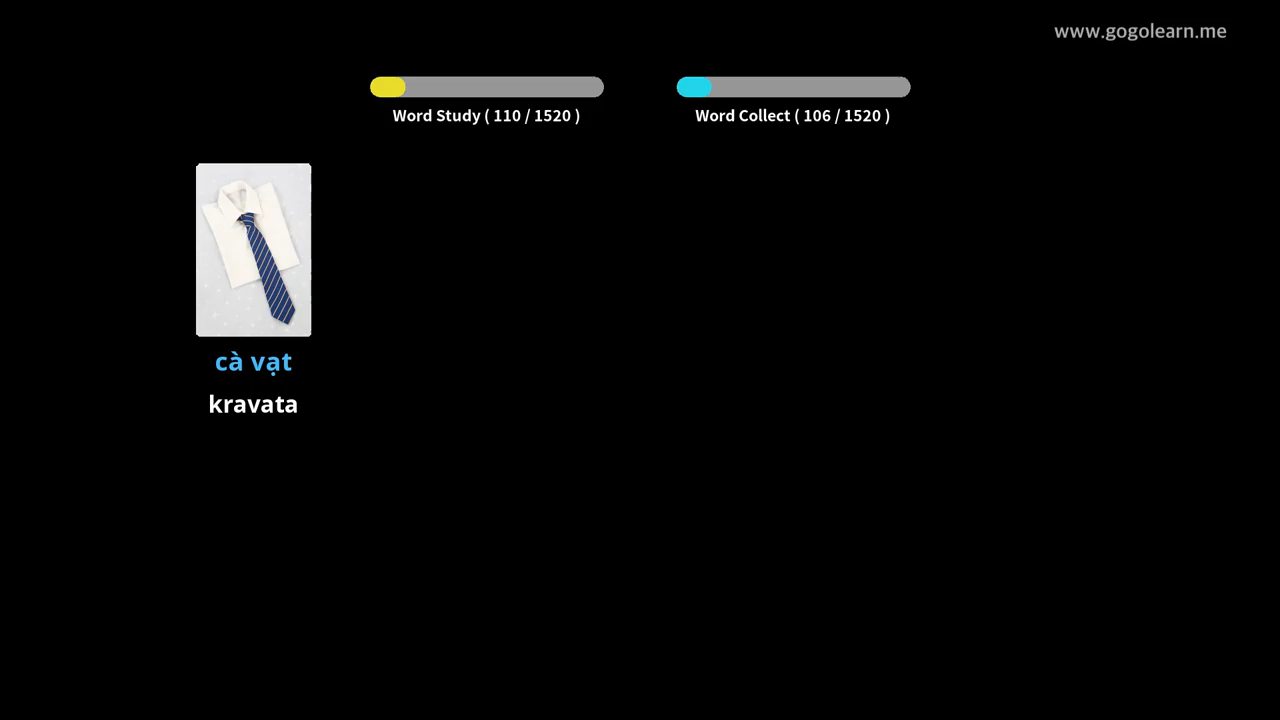 www.gogolearn.me
Word Study ( 110 / 1520 )
Word Collect ( 106 / 1520 )
cà vạt
kravata